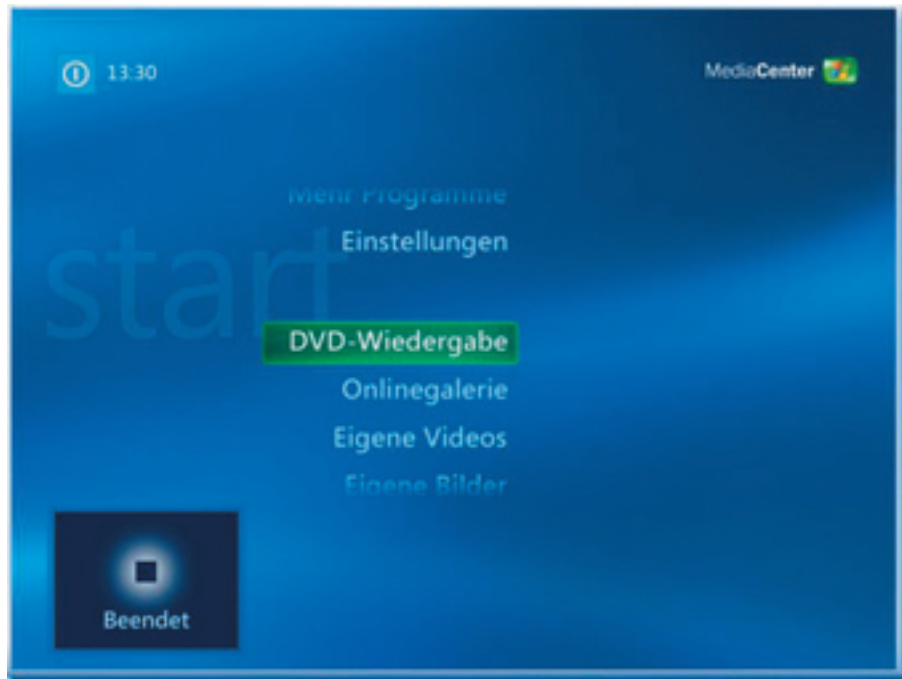 13:30
MediaCenter
start
Mehr Programme
Einstellungen
DVD-Wiedergabe
Onlinegalerie
Eigene Videos
Eigene Bilder
Beendet